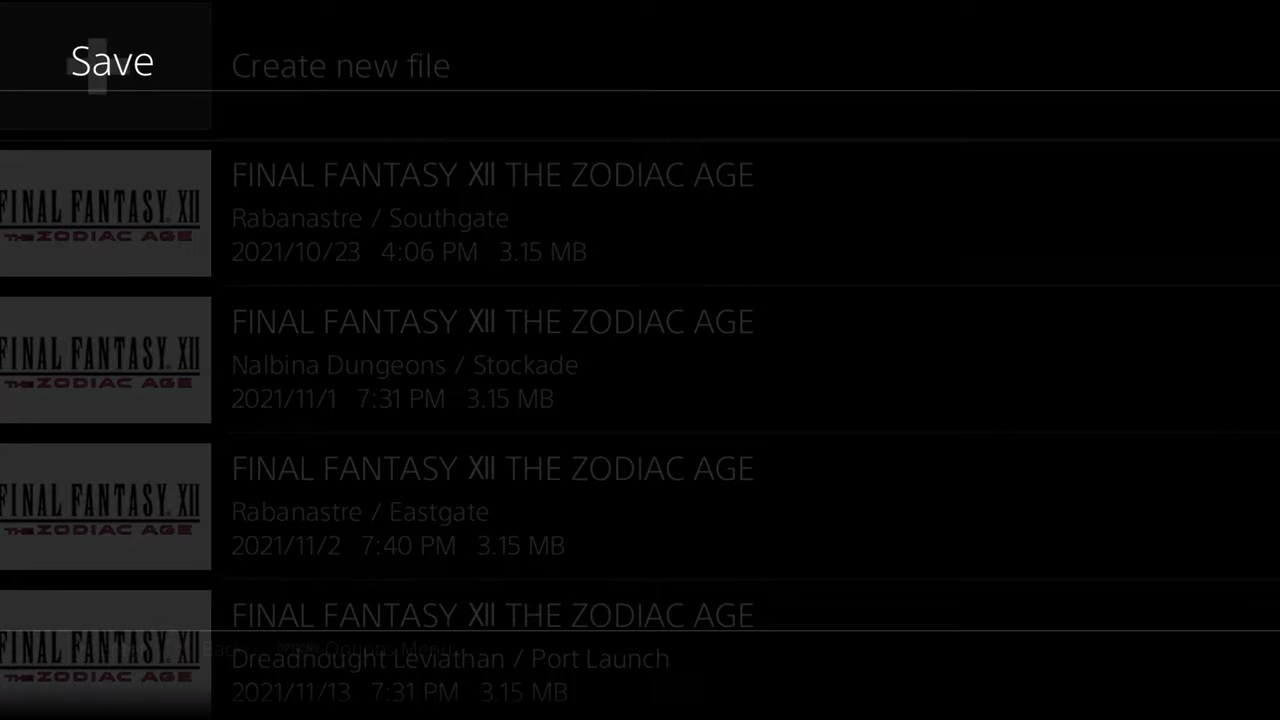 Save
Create new file
FINAL FANTASY XII THE ZODIAC AGE
Rabanastre / Southgate
2021/10/23 4:06 PM 3.15 MB
FINAL FANTASY XII
THE ZODIAC AGE
FINAL FANTASY XII THE ZODIAC AGE
Nalbina Dungeons / Stockade
2021/11/1 7:31 PM 3.15 MB
FINAL FANTASY XII
THE ZODIAC AGE
FINAL FANTASY XII THE ZODIAC AGE
Rabanastre / Eastgate
2021/11/2 7:40 PM 3.15 MB
FINAL FANTASY XII
THE ZODIAC AGE
FINAL FANTASY XII THE ZODIAC AGE
Back Options Menu
Dreadnought Leviathan / Port Launch
2021/11/13 7:31 PM 3.15 MB
FINAL FANTASY XII
THE ZODIAC AGE